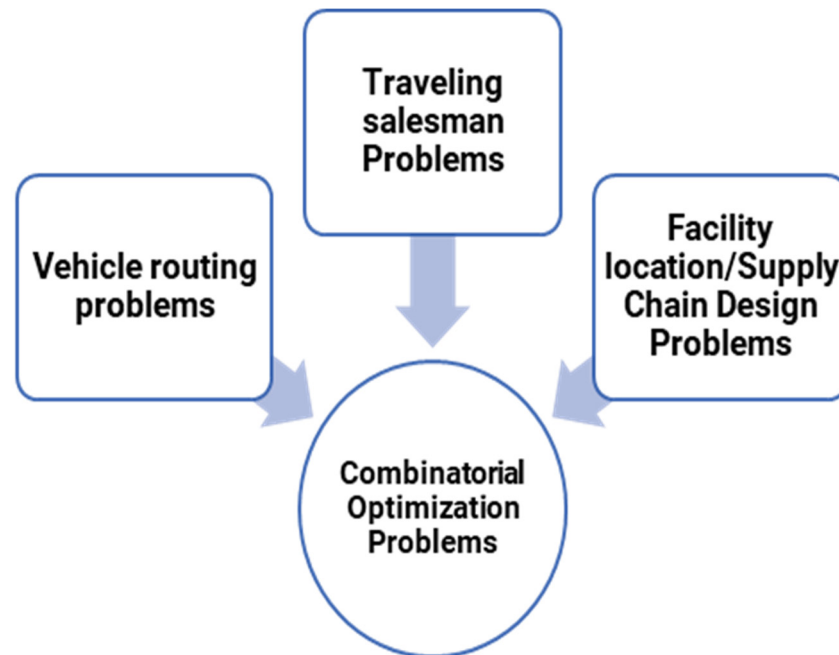 Traveling
salesman
Problems
Vehicle routing
problems
Facility
location/Supply
Chain Design
Problems
Combinatorial
Optimization
Problems